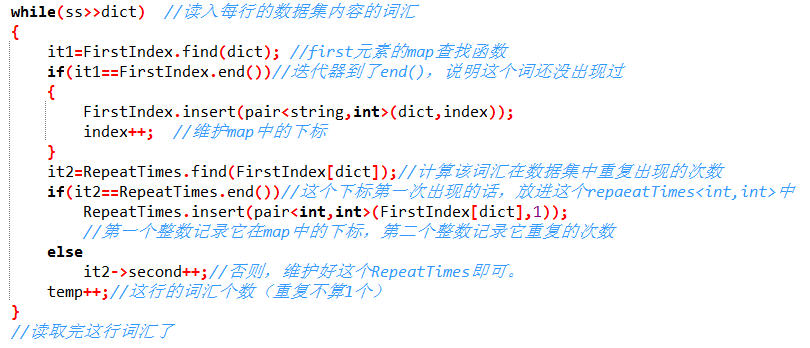 while(ss>>dict)  //读入每行的数据集内容的词汇
{
    it1=FirstIndex.find(dict); //first元素的map查找函数
    if(it1==FirstIndex.end())//迭代器到了end()，说明这个词还没出现过
    {
        FirstIndex.insert(pair<string,int>(dict,index));
        index++;  //维护map中的下标
    }
    it2=RepeatTimes.find(FirstIndex[dict]);//计算该词汇在数据集中重复出现的次数
    if(it2==RepeatTimes.end())//这个下标第一次出现的话，放进这个repaeatTimes<int,int>中
        RepeatTimes.insert(pair<int,int>(FirstIndex[dict],1));
        //第一个整数记录它在map中的下标，第二个整数记录它重复的次数
    else
        it2->second++;//否则，维护好这个RepeatTimes即可。
    temp++;//这行的词汇个数（重复不算1个）
}
//读取完这行词汇了